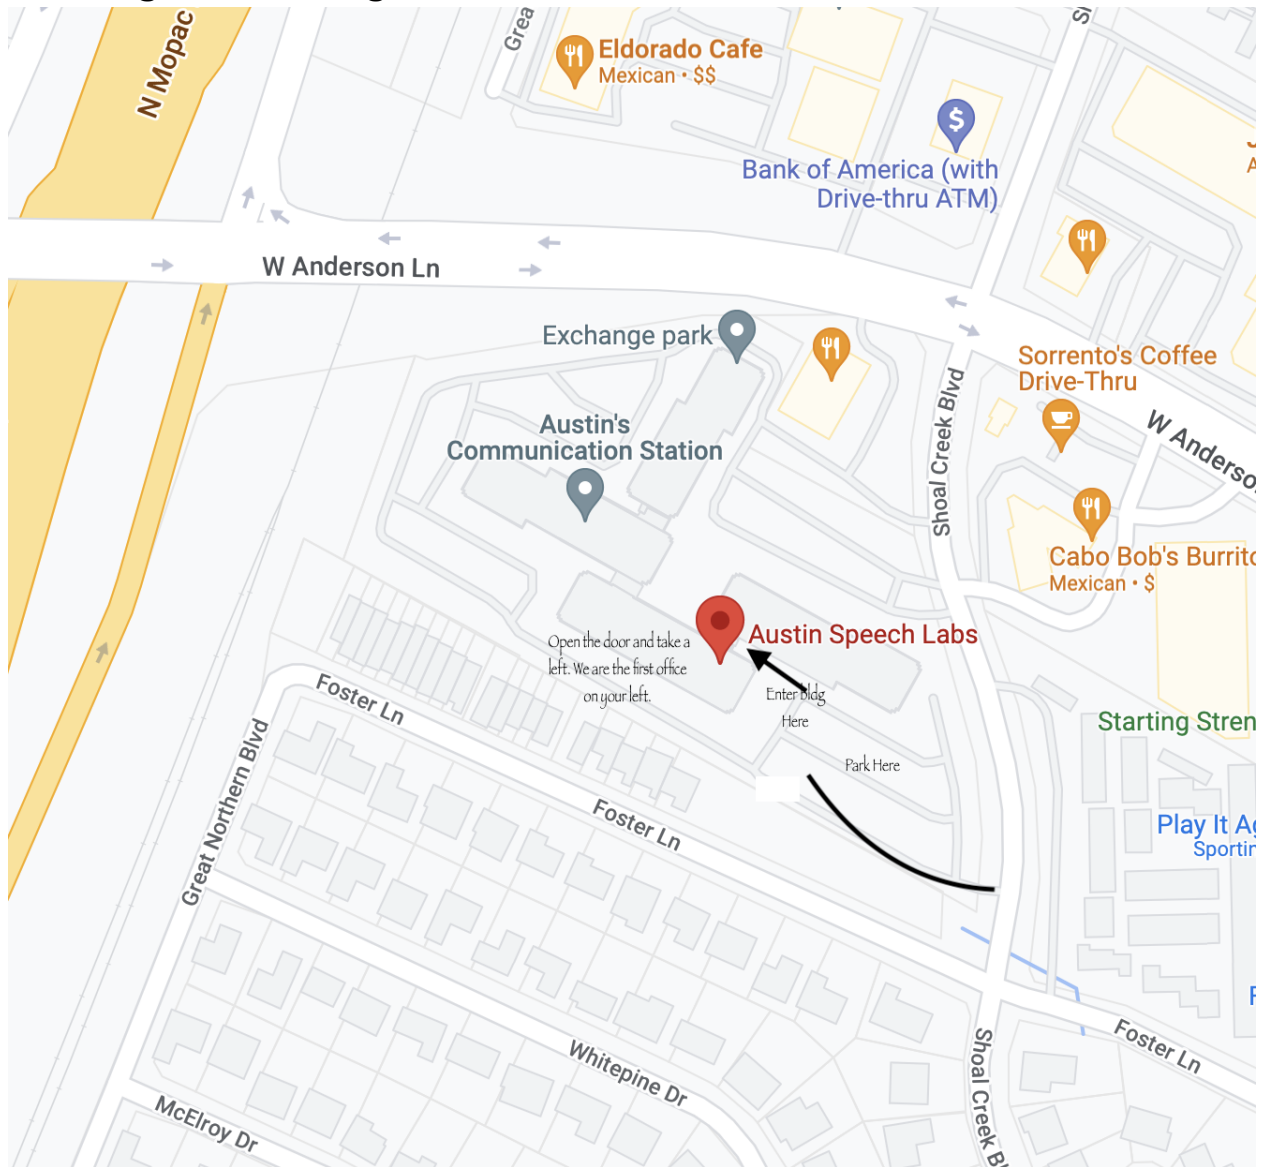 N Mopac
Grea
Eldorado Cafe
Mexican • $$
Bank of America (with
Drive-thru ATM)
W Anderson Ln
Exchange park
Sorrento's Coffee
Drive-Thru
Shoal Creek Blvd
W Anderso
Austin's
Communication Station
Cabo Bob's Burrito
Mexican • $
Austin Speech Labs
Open the door and take a
left. We are the first office
on your left.
Enter bldg
Here
Park Here
Starting Stren
Foster Ln
Great Northern Blvd
Foster Ln
Play It Ag
Sportin
Whitepine Dr
McElroy Dr
Shoal Creek B
Foster Ln